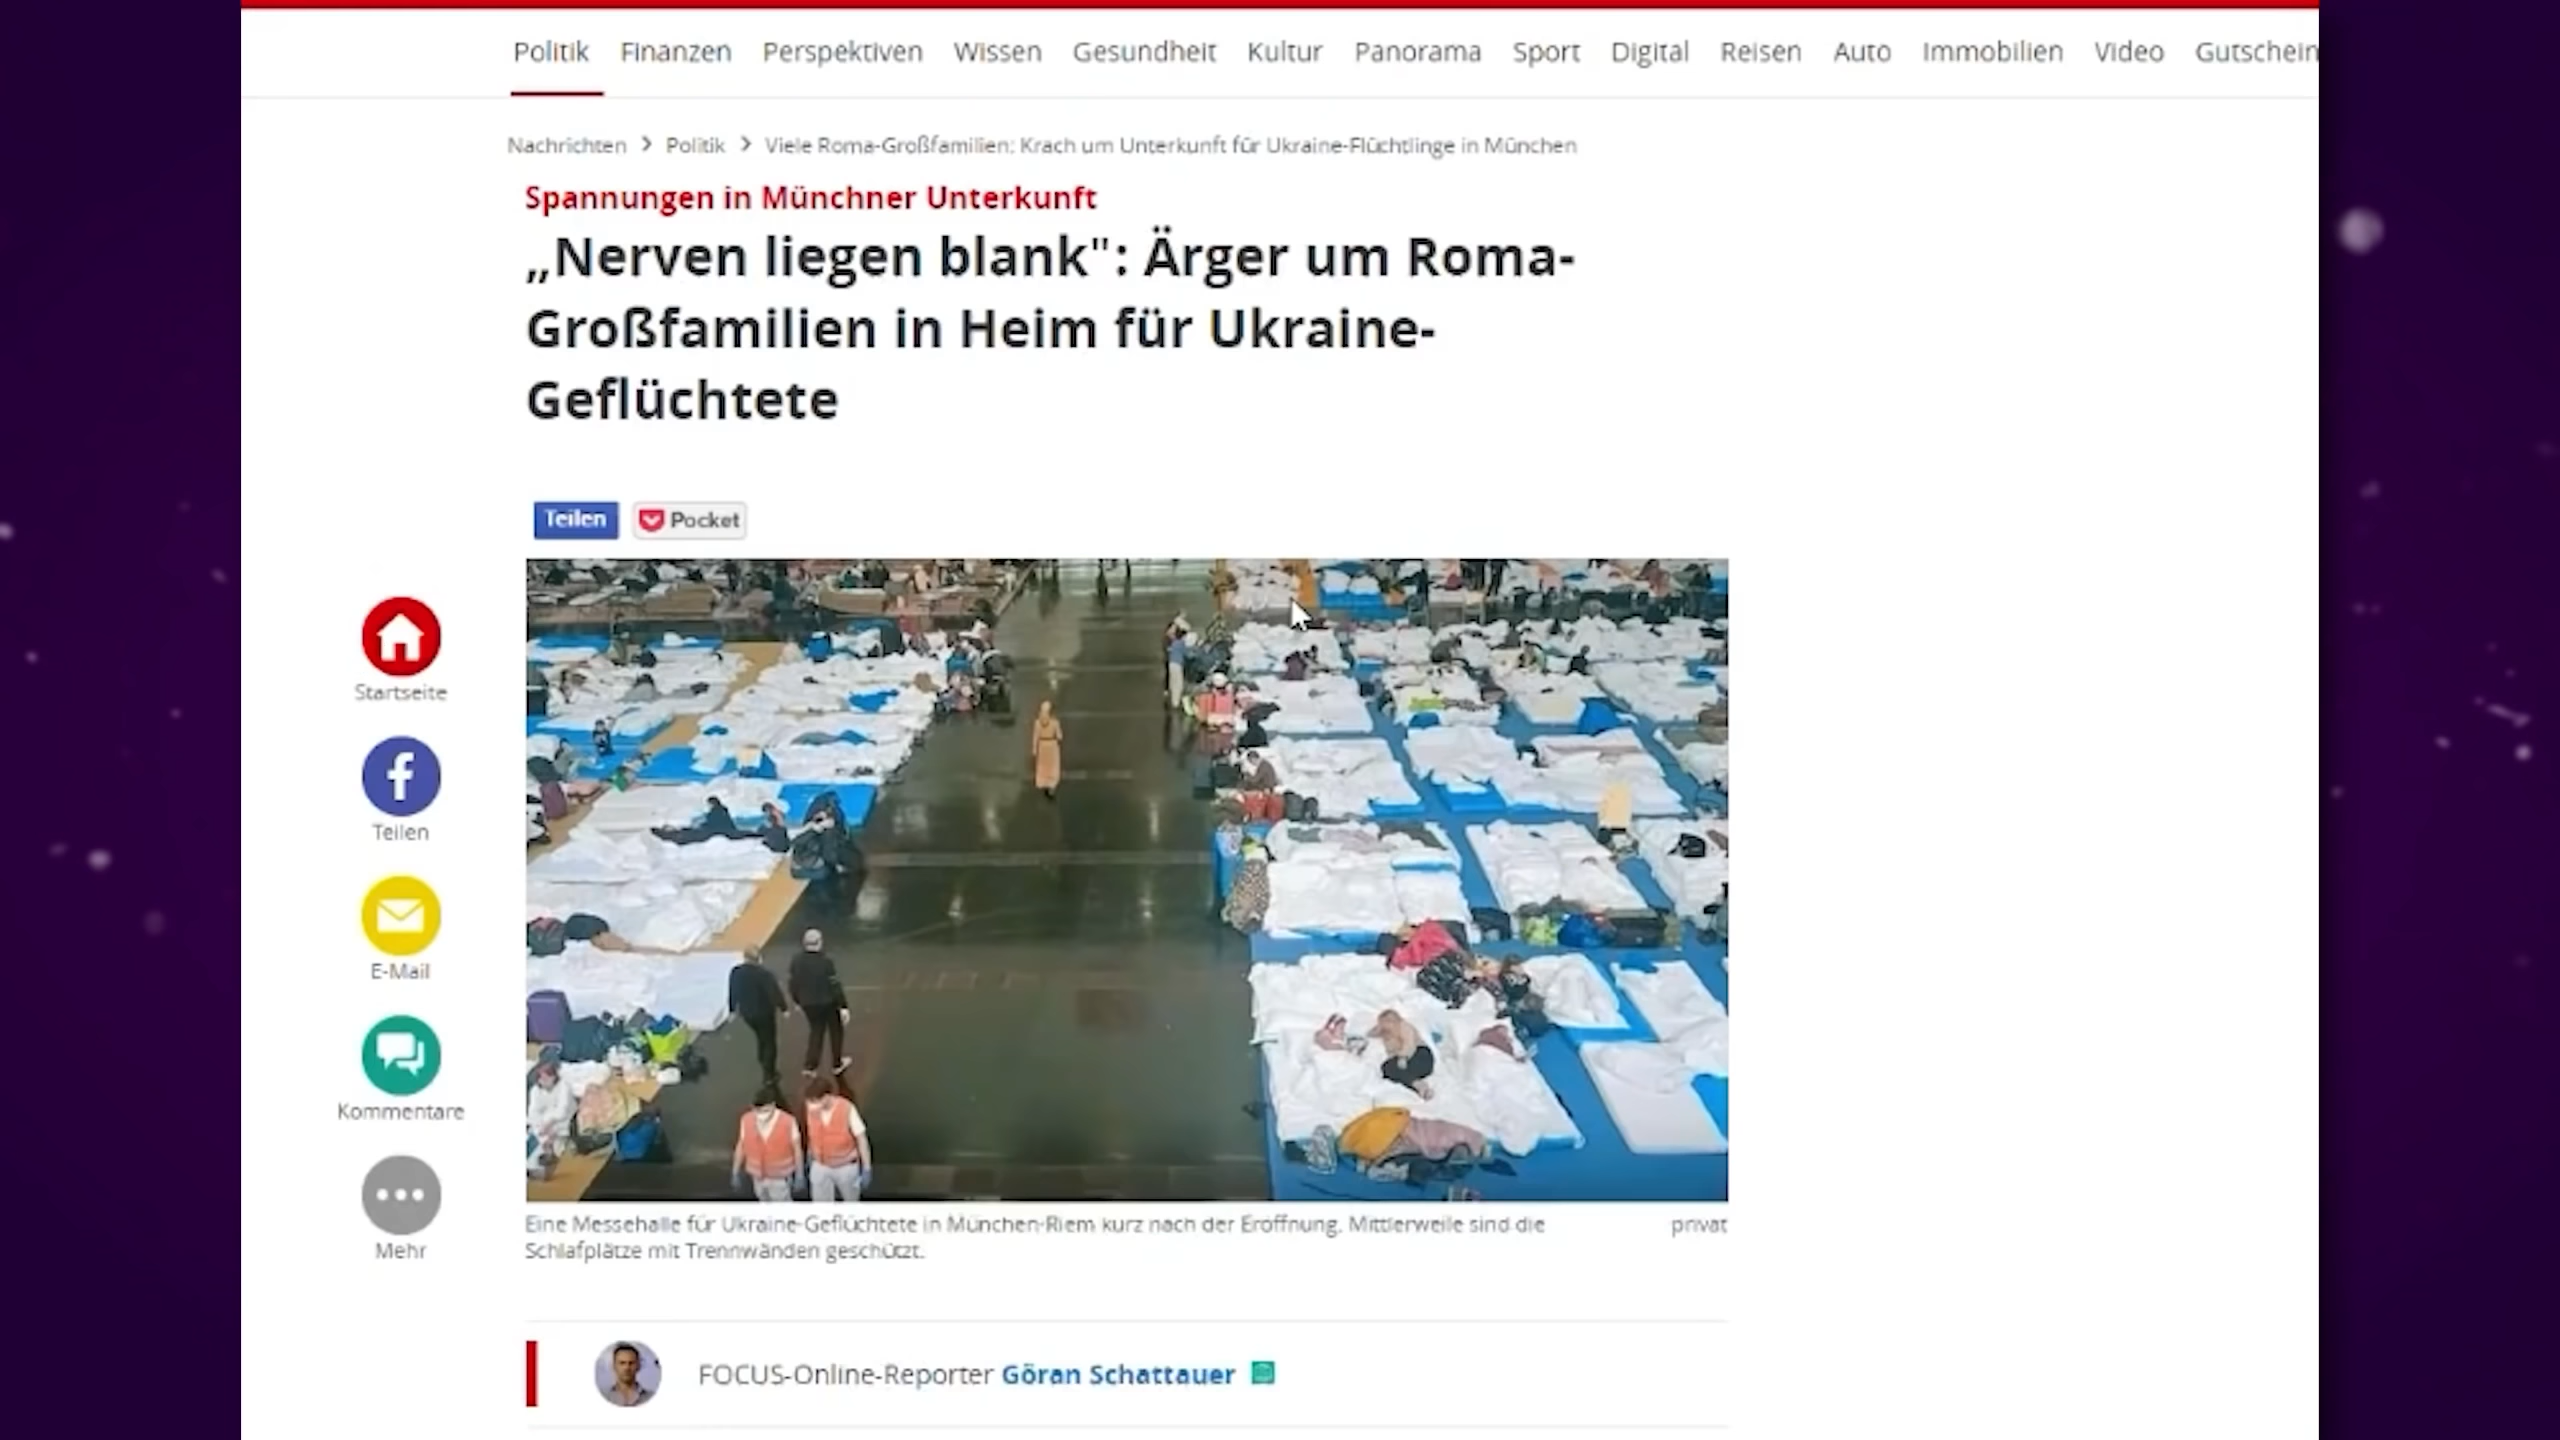 Politik Finanzen Perspektiven Wissen Gesundheit Kultur Panorama Sport Digital Reisen Auto Immobilien Video Gutschein
Nachrichten > Politik > Viele Roma-Großfamilien: Krach um Unterkunft für Ukraine-Flüchtlinge in München
Spannungen in Münchner Unterkunft
„Nerven liegen blank": Ärger um Roma-
Großfamilien in Heim für Ukraine-
Geflüchtete
Teilen Pocket
Startseite
Teilen
E-Mail
Kommentare
Mehr
Eine Messehalle für Ukraine-Geflüchtete in München-Riem kurz nach der Eröffnung. Mittlerweile sind die
Schlafplätze mit Trennwänden geschützt.
privat
FOCUS-Online-Reporter Göran Schattauer